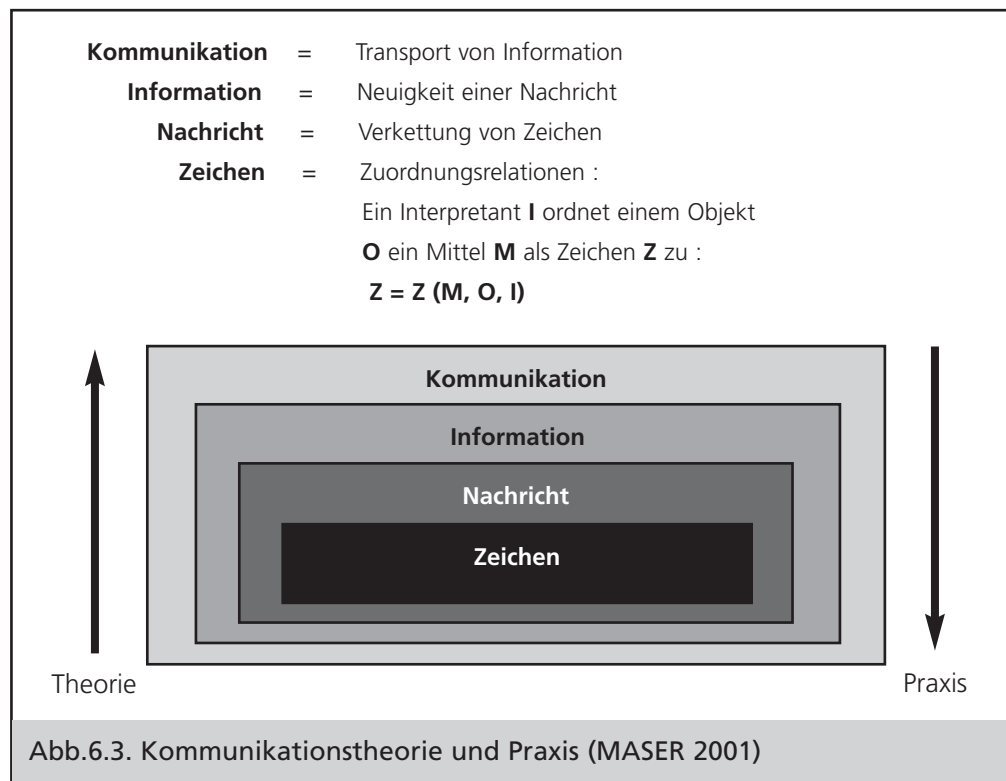 Kommunikation = Transport von Information
Information = Neuigkeit einer Nachricht
Nachricht = Verkettung von Zeichen
Zeichen = Zuordnungsrelationen :
Ein Interpretant I ordnet einem Objekt
O ein Mittel M als Zeichen Z zu :
Z = Z (M, O, I)
Kommunikation
Information
Nachricht
Zeichen
Theorie
Praxis
Abb.6.3. Kommunikationstheorie und Praxis (MASER 2001)